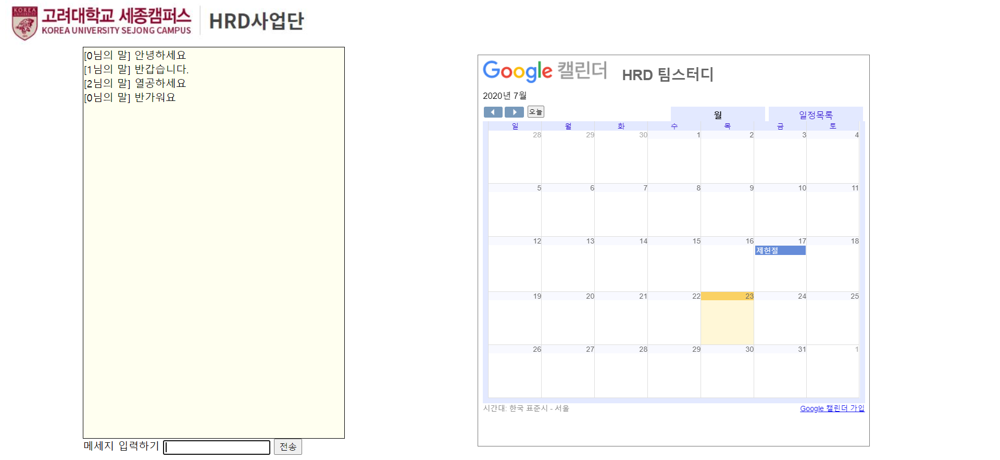 KOREA
UNIVERSITY
고려대학교 세종캠퍼스
KOREA UNIVERSITY SEJONG CAMPUS
HRD사업단
[0님의 말] 안녕하세요
[1님의 말] 반갑습니다.
[2님의 말] 열공하세요
[0님의 말] 반가워요
메세지 입력하기
전송
Google 캘린더 HRD 팀스터디
2020년 7월
오늘
월 일정목록
일 월 화 수 목 금 토
28 29 30 1 2 3 4
5 6 7 8 9 10 11
12 13 14 15 16 17 18
제헌절
19 20 21 22 23 24 25
26 27 28 29 30 31 1
시간대: 한국 표준시 - 서울
Google 캘린더 가입